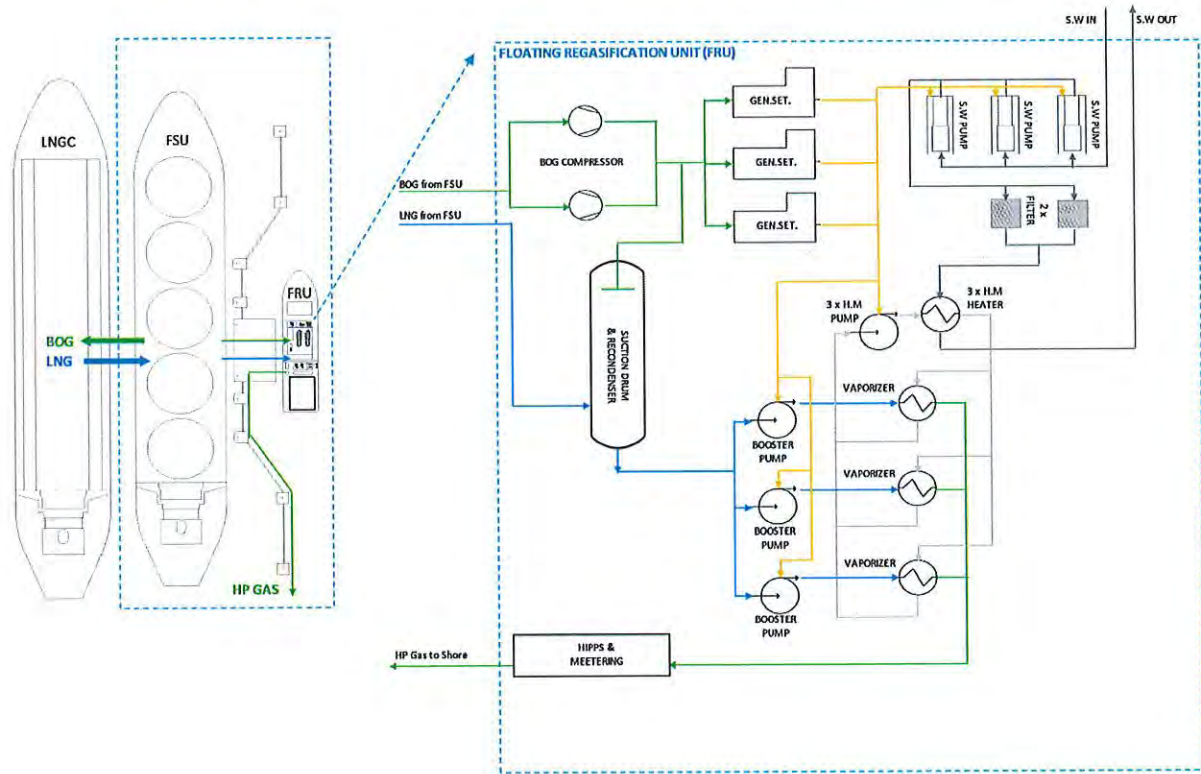 S.W IN
S.W OUT
FLOATING REGASIFICATION UNIT (FRU)
LNGC
FSU
FRU
BOG
LNG
HP GAS
BOG from FSU
LNG from FSU
BOG COMPRESSOR
GEN.SET.
GEN.SET.
GEN.SET.
S.W PUMP
S.W PUMP
S.W PUMP
2 x
FILTER
SUCTION DRUM
& RECONDENSER
3 x H.M
PUMP
3 x H.M
HEATER
VAPORIZER
BOOSTER
PUMP
VAPORIZER
BOOSTER
PUMP
VAPORIZER
BOOSTER
PUMP
HIPPS &
MEETERING
HP Gas to Shore